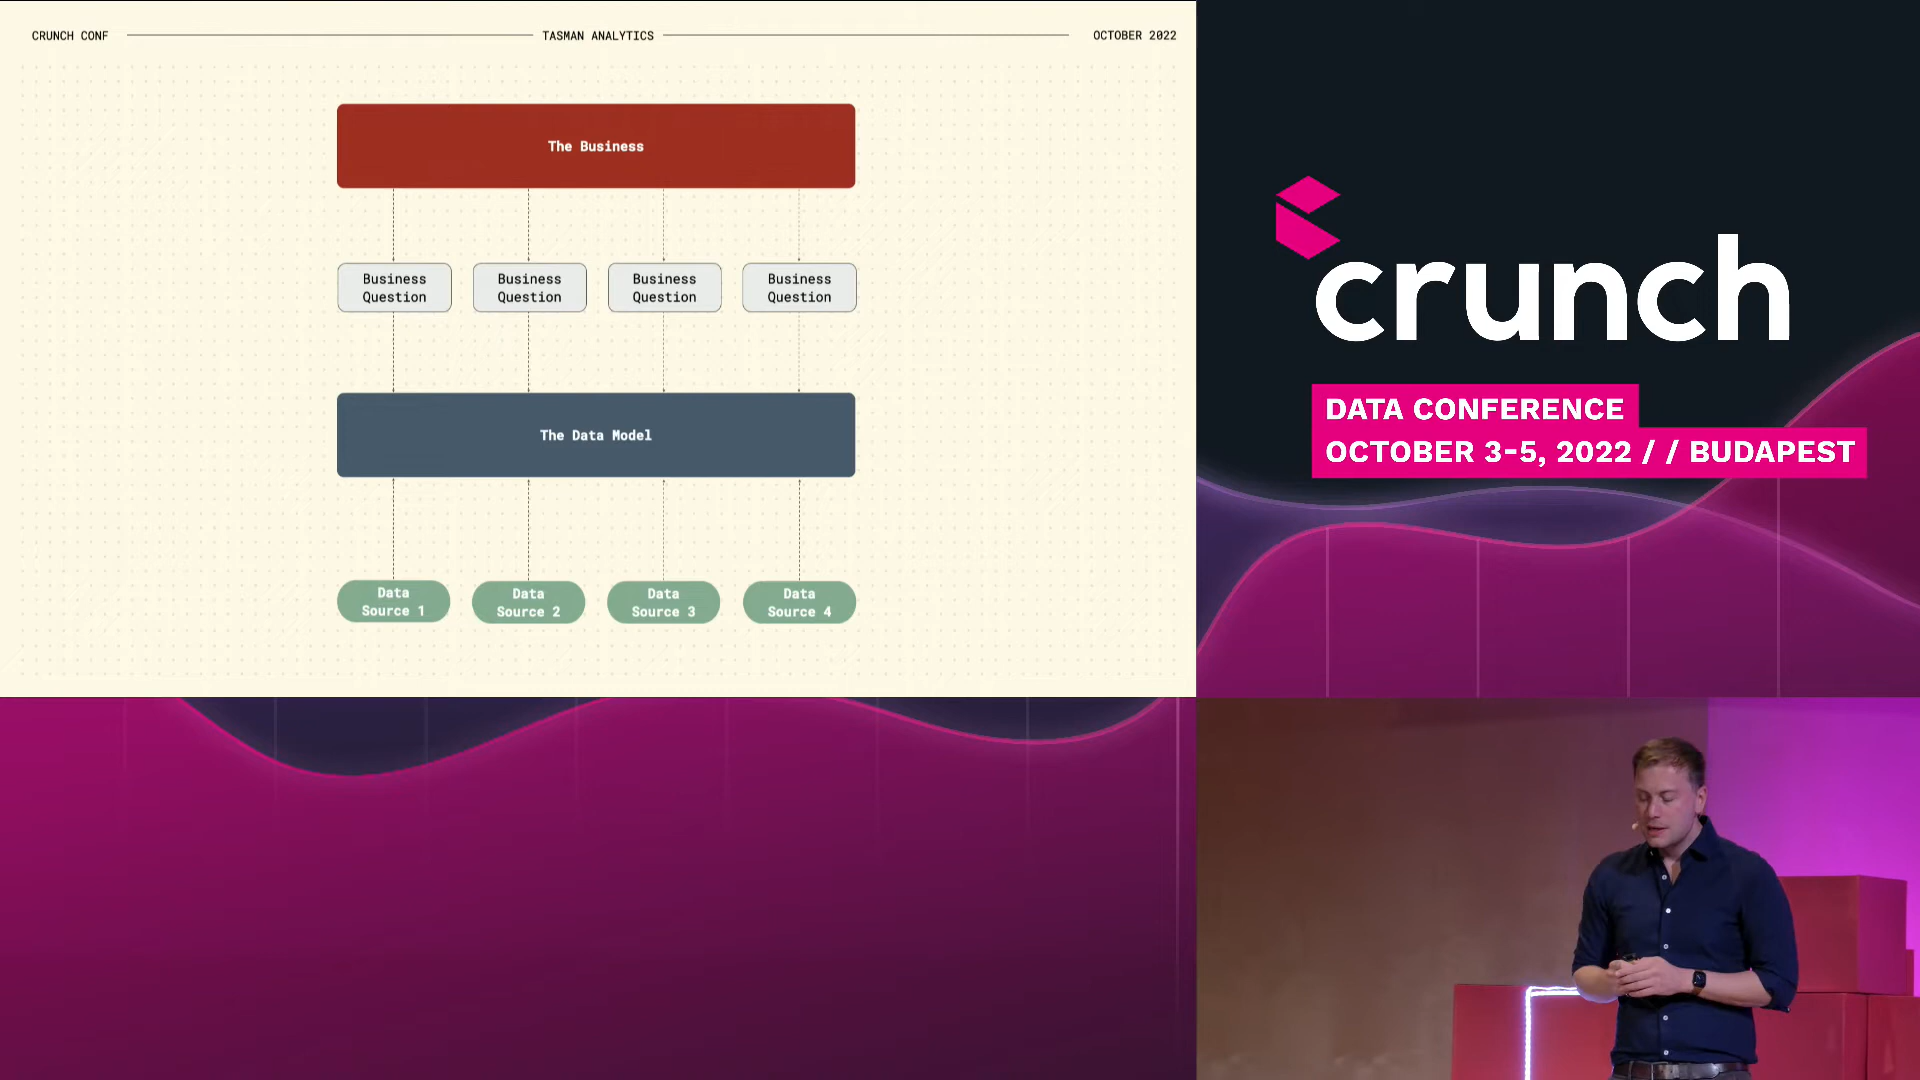 CRUNCH CONF
TASMAN ANALYTICS
OCTOBER 2022
The Business
Business
Question
Business
Question
Business
Question
Business
Question
The Data Model
Data
Source 1
Data
Source 2
Data
Source 3
Data
Source 4
crunch
DATA CONFERENCE
OCTOBER 3-5, 2022 / / BUDAPEST